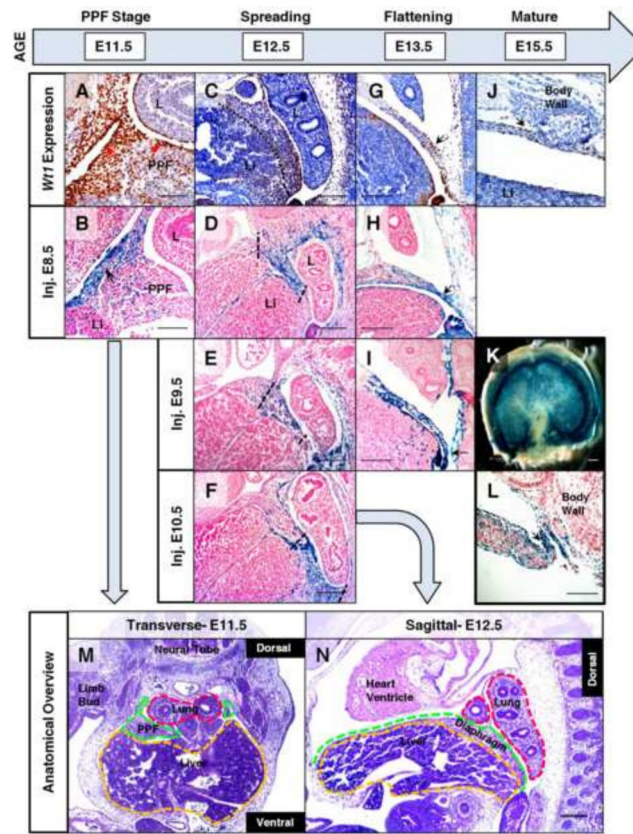 PPF Stage Spreading Flattening Mature
AGE E11.5 E12.5 E13.5 E15.5
Wt1 Expression
A L PPF
C Li
G
J Body Wall Li
Inj. E8.5
B L PPF Li
D L Li
H
Inj. E9.5
E
I
K
Inj. E10.5
F
L Body Wall
Anatomical Overview
Transverse- E11.5 Sagittal- E12.5
M Neural Tube Dorsal
Limb Bud
Lung
PPF
Liver
Ventral
N Dorsal
Heart Ventricle
Lung
Diaphragm
Liver